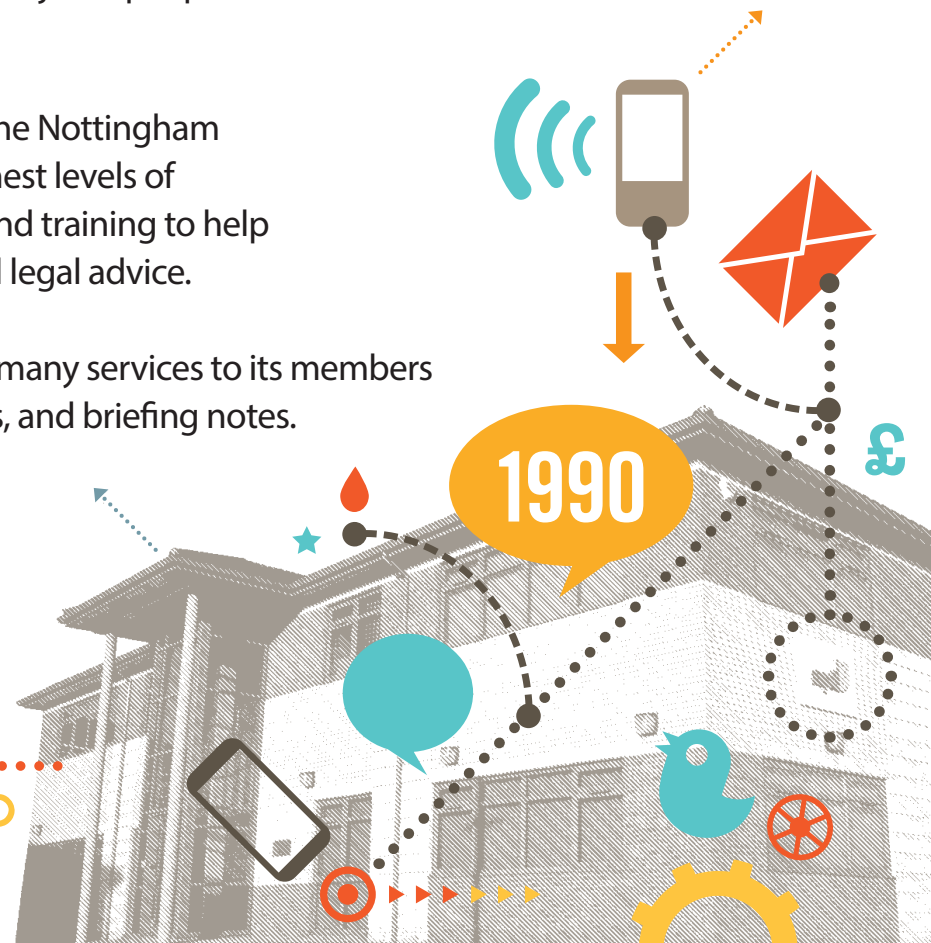 he Nottingham
nest levels of
nd training to help
l legal advice.
many services to its members
s, and briefing notes.
1990
£